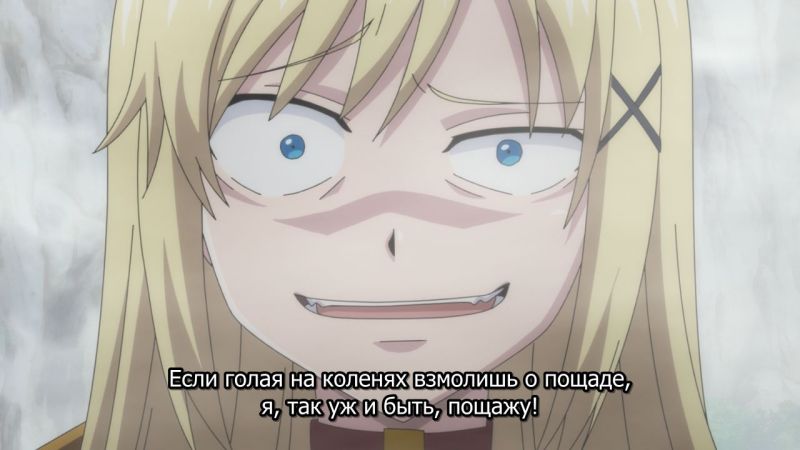 Если голая на коленях взмолишь о пощаде,
я, так уж и быть, пощажу!